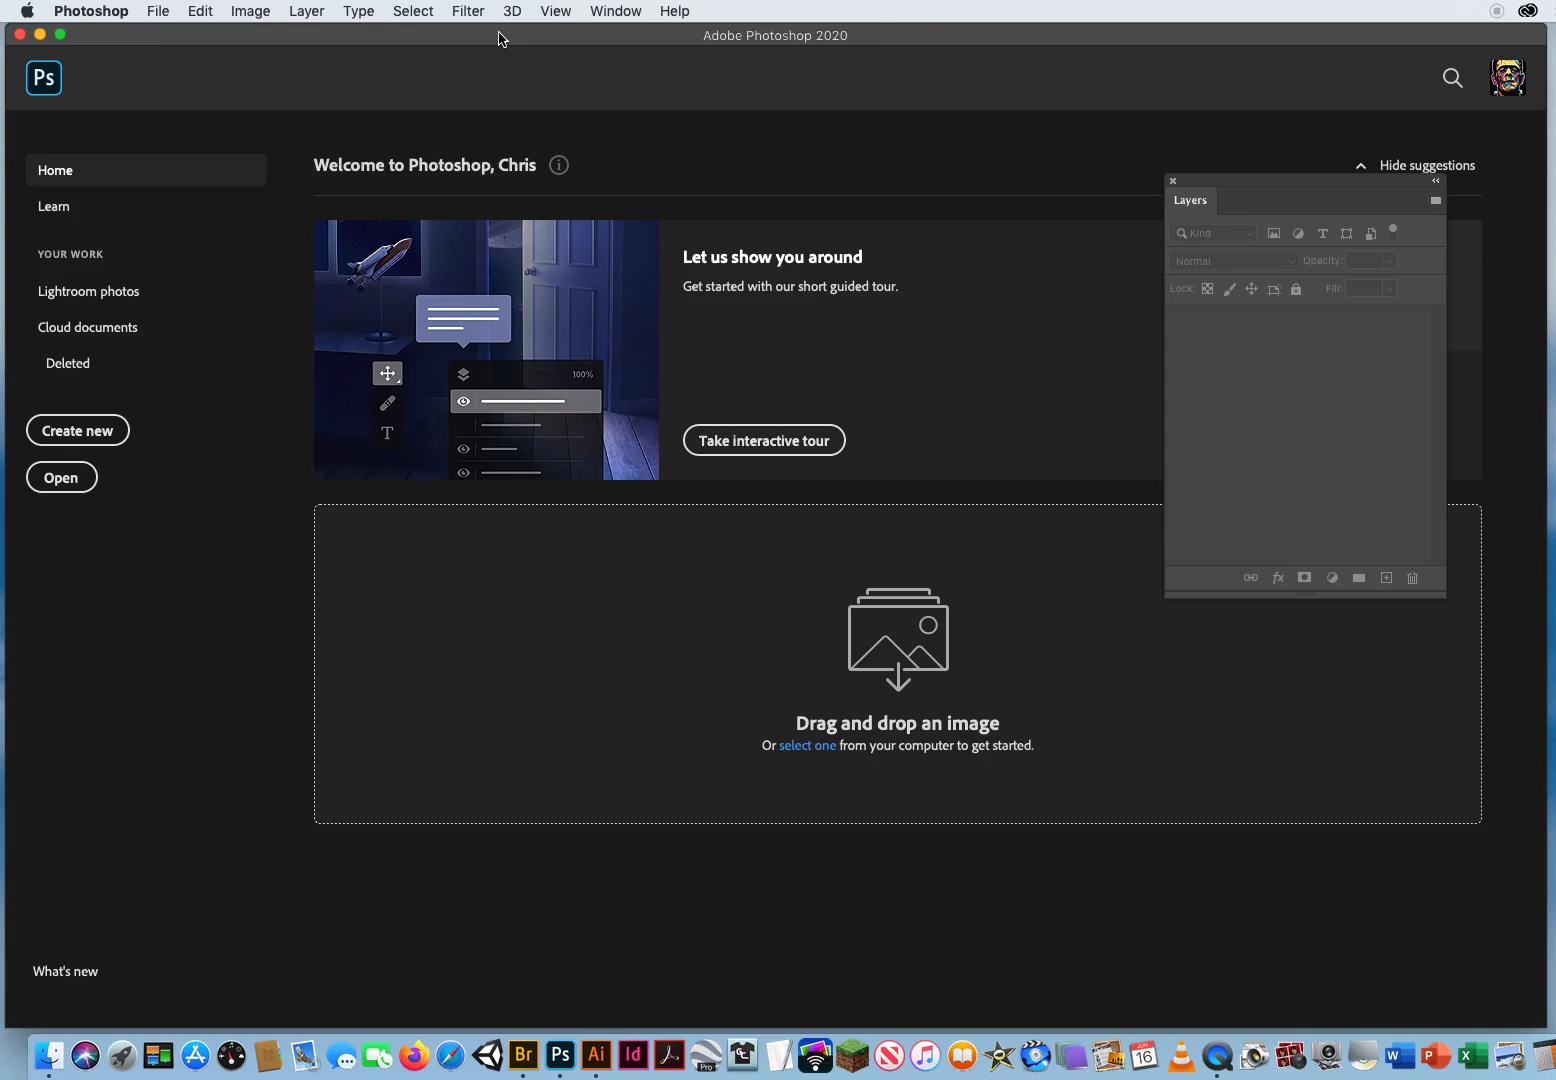 Photoshop File Edit Image Layer Type Select Filter 3D View Window Help
Adobe Photoshop 2020
Ps
Home
Learn
YOUR WORK
Lightroom photos
Cloud documents
Deleted
Create new
Open
What's new
Welcome to Photoshop, Chris
Hide suggestions
100%
T
Let us show you around
Get started with our short guided tour.
Take interactive tour
Layers
Kind
Normal Opacity:
Lock: Fill:
fx
Drag and drop an image
Or select one from your computer to get started.
Br Ps Ai Id Pro JUN 16 W P X